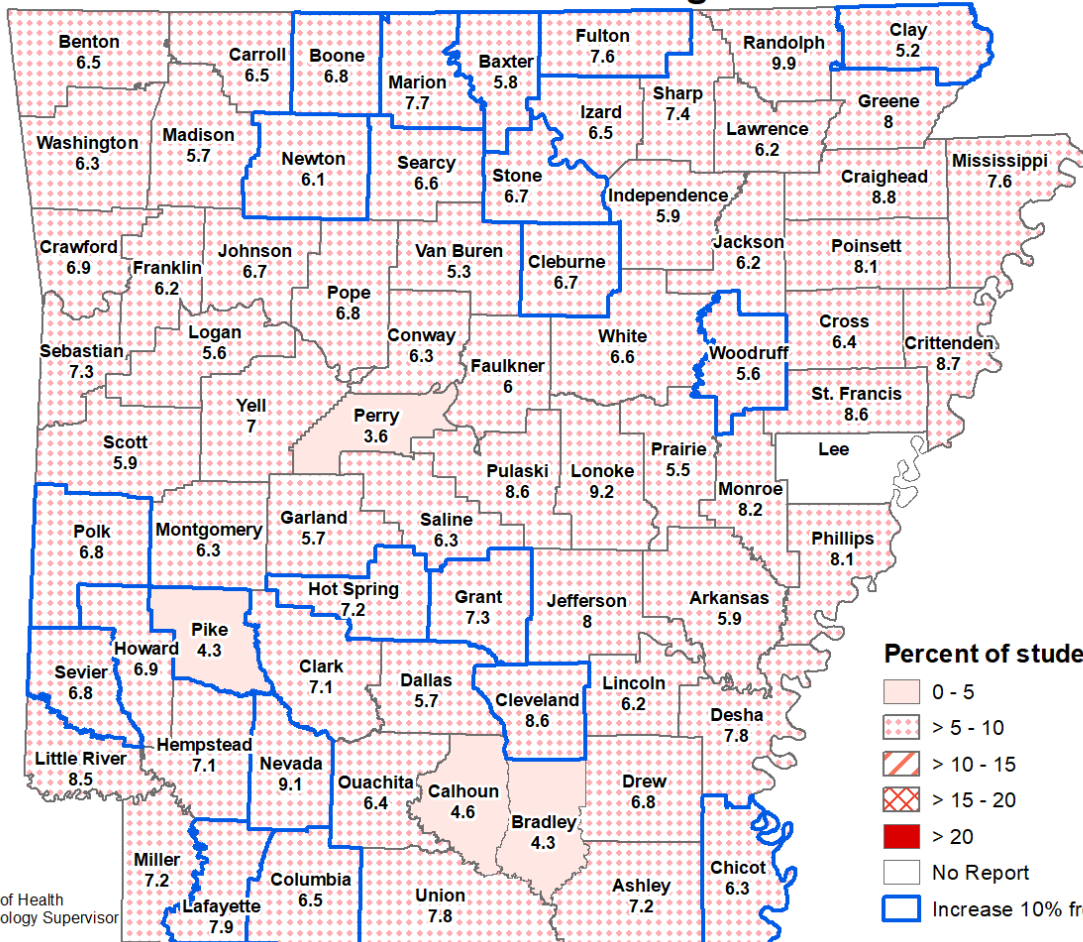 Benton
6.5
Carroll
6.5
Boone
6.8
Marion
7.7
Baxter
5.8
Fulton
7.6
Randolph
9.9
Clay
5.2
Sharp
7.4
Izard
6.5
Greene
8
Lawrence
6.2
Washington
6.3
Madison
5.7
Newton
6.1
Searcy
6.6
Stone
6.7
Independence
5.9
Craighead
8.8
Mississippi
7.6
Crawford
6.9
Franklin
6.2
Johnson
6.7
Pope
6.8
Van Buren
5.3
Cleburne
6.7
Jackson
6.2
Poinsett
8.1
Sebastian
7.3
Logan
5.6
Conway
6.3
Faulkner
6
White
6.6
Woodruff
5.6
Cross
6.4
Crittenden
8.7
St. Francis
8.6
Scott
5.9
Yell
7
Perry
3.6
Pulaski
8.6
Lonoke
9.2
Prairie
5.5
Lee
Monroe
8.2
Phillips
8.1
Polk
6.8
Montgomery
6.3
Garland
5.7
Saline
6.3
Hot Spring
7.2
Grant
7.3
Jefferson
8
Arkansas
5.9
Pike
4.3
Howard
6.9
Sevier
6.8
Clark
7.1
Dallas
5.7
Cleveland
8.6
Lincoln
6.2
Desha
7.8
Little River
8.5
Hempstead
7.1
Nevada
9.1
Ouachita
6.4
Calhoun
4.6
Bradley
4.3
Drew
6.8
Miller
7.2
Lafayette
7.9
Columbia
6.5
Union
7.8
Ashley
7.2
Chicot
6.3
of Health
ology Supervisor
Percent of stude
0 - 5
> 5 - 10
> 10 - 15
> 15 - 20
> 20
No Report
Increase 10% fr